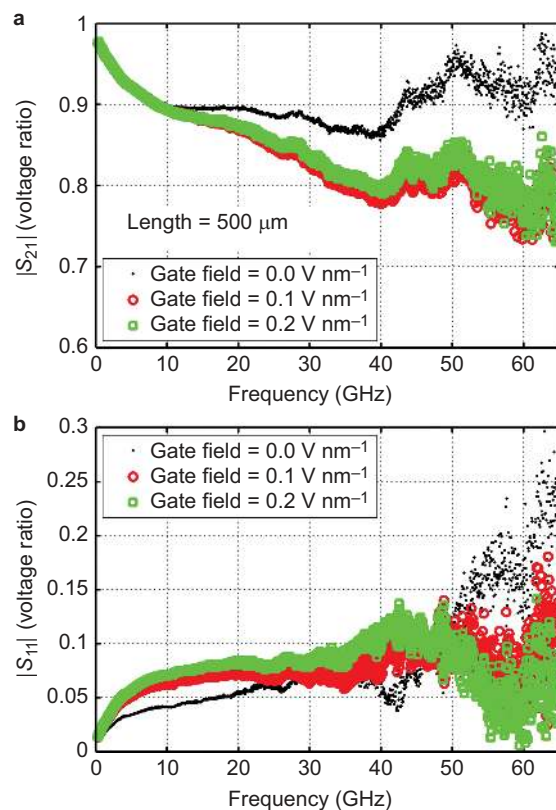 a
1
0.9
0.8
0.7
0.6
|S21| (voltage ratio)
Length = 500 μm
Gate field = 0.0 V nm–1
Gate field = 0.1 V nm–1
Gate field = 0.2 V nm–1
0 10 20 30 40 50 60
Frequency (GHz)
b
0.3
0.25
0.2
0.15
0.1
0.05
0
|S11| (voltage ratio)
Gate field = 0.0 V nm–1
Gate field = 0.1 V nm–1
Gate field = 0.2 V nm–1
0 10 20 30 40 50 60
Frequency (GHz)